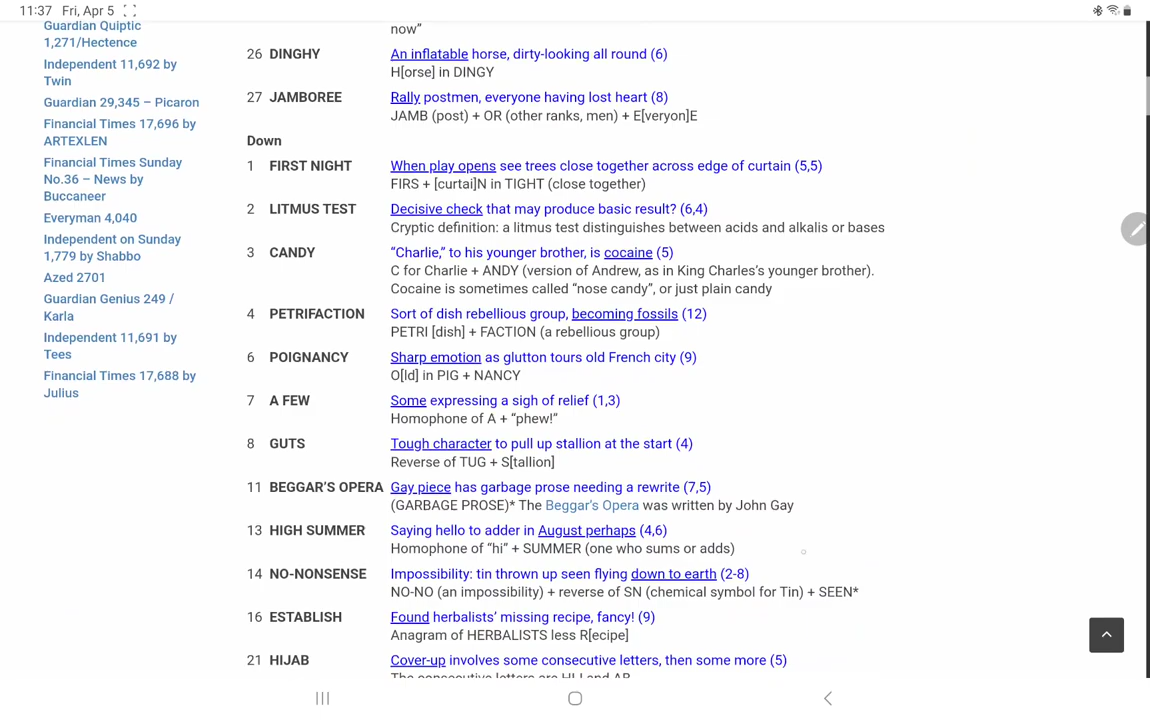 11:37 Fri, Apr 5
Guardian Quiptic
1,271/Hectence
Independent 11,692 by
Twin
Guardian 29,345 – Picaron
Financial Times 17,696 by
ARTEXLEN
Financial Times Sunday
No.36 – News by
Buccaneer
Everyman 4,040
Independent on Sunday
1,779 by Shabbo
Azed 2701
Guardian Genius 249 /
Karla
Independent 11,691 by
Tees
Financial Times 17,688 by
Julius
now”
26 DINGHY An inflatable horse, dirty-looking all round (6)
H[orse] in DINGY
27 JAMBOREE Rally postmen, everyone having lost heart (8)
JAMB (post) + OR (other ranks, men) + E[veryon]E
Down
1 FIRST NIGHT When play opens see trees close together across edge of curtain (5,5)
FIRS + [curtai]N in TIGHT (close together)
2 LITMUS TEST Decisive check that may produce basic result? (6,4)
Cryptic definition: a litmus test distinguishes between acids and alkalis or bases
3 CANDY “Charlie,” to his younger brother, is cocaine (5)
C for Charlie + ANDY (version of Andrew, as in King Charles’s younger brother).
Cocaine is sometimes called “nose candy”, or just plain candy
4 PETRIFACTION Sort of dish rebellious group, becoming fossils (12)
PETRI [dish] + FACTION (a rebellious group)
6 POIGNANCY Sharp emotion as glutton tours old French city (9)
O[ld] in PIG + NANCY
7 A FEW Some expressing a sigh of relief (1,3)
Homophone of A + “phew!”
8 GUTS Tough character to pull up stallion at the start (4)
Reverse of TUG + S[tallion]
11 BEGGAR’S OPERA Gay piece has garbage prose needing a rewrite (7,5)
(GARBAGE PROSE)* The Beggar’s Opera was written by John Gay
13 HIGH SUMMER Saying hello to adder in August perhaps (4,6)
Homophone of “hi” + SUMMER (one who sums or adds)
14 NO-NONSENSE Impossibility: tin thrown up seen flying down to earth (2-8)
NO-NO (an impossibility) + reverse of SN (chemical symbol for Tin) + SEEN*
16 ESTABLISH Found herbalists’ missing recipe, fancy! (9)
Anagram of HERBALISTS less R[ecipe]
21 HIJAB Cover-up involves some consecutive letters, then some more (5)
The consecutive letters are HIJ and AB